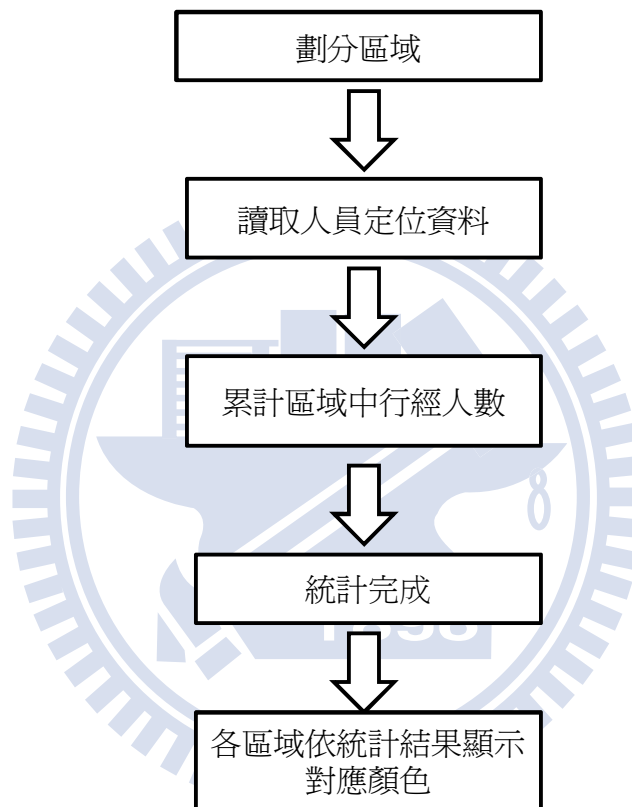 劃分區域
讀取人員定位資料
累計區域中行經人數
統計完成
各區域依統計結果顯示
對應顏色